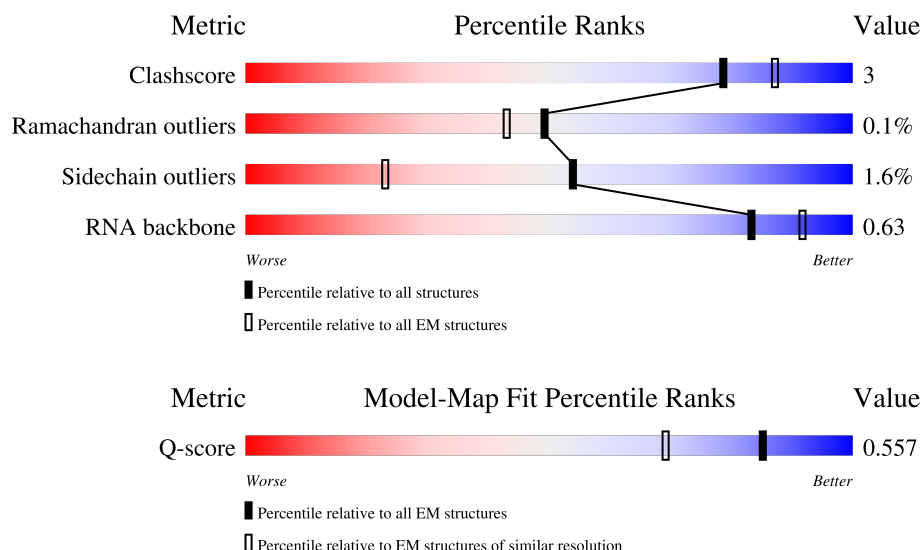 Metric Percentile Ranks Value
Clashscore 3
Ramachandran outliers 0.1%
Sidechain outliers 1.6%
RNA backbone 0.63
Worse Better
Percentile relative to all structures
Percentile relative to all EM structures
Metric Model-Map Fit Percentile Ranks Value
Q-score 0.557
Worse Better
Percentile relative to all EM structures
Percentile relative to EM structures of similar resolution